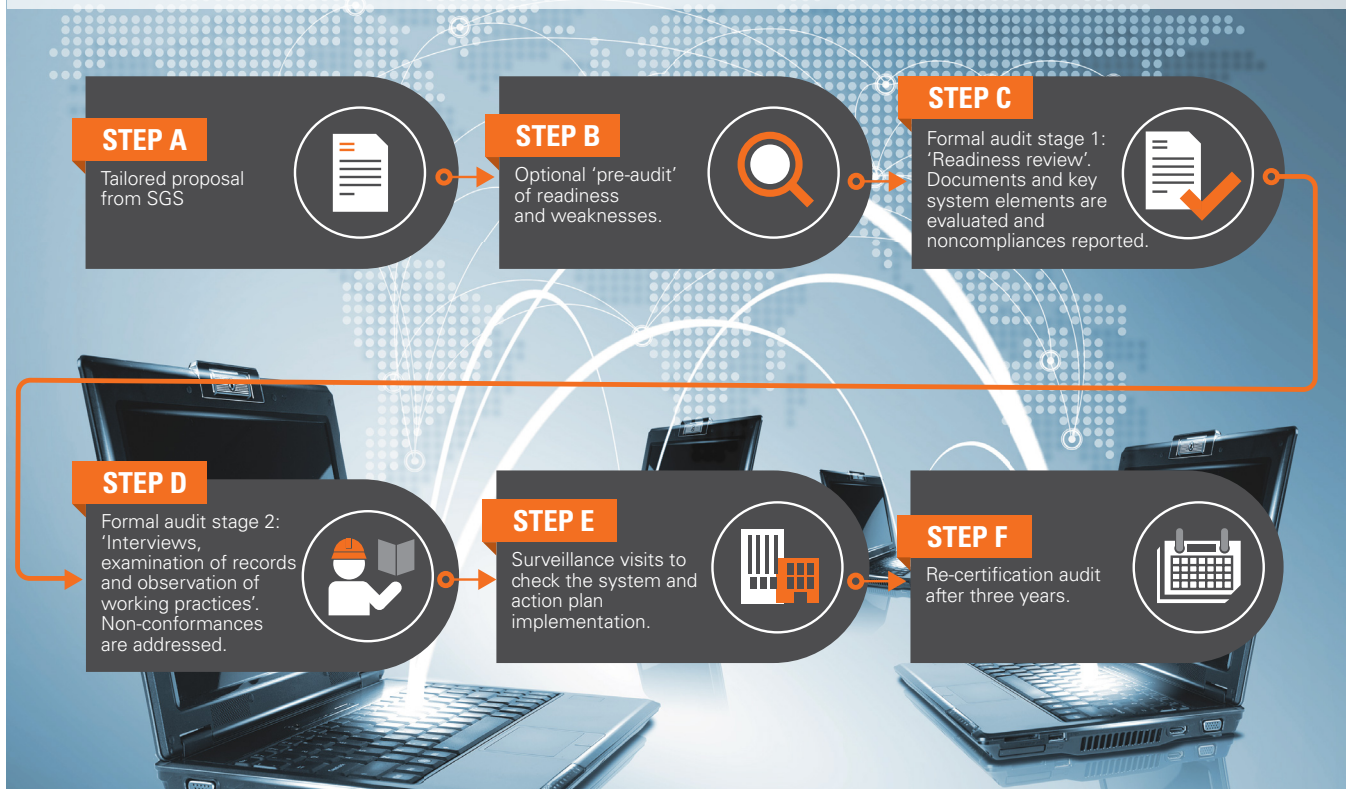 STEP A
Tailored proposal
from SGS
STEP B
Optional ‘pre-audit’
of readiness
and weaknesses.
STEP C
Formal audit stage 1:
‘Readiness review’.
Documents and key
system elements are
evaluated and
noncompliances reported.
STEP D
Formal audit stage 2:
‘Interviews,
examination of records
and observation of
working practices’.
Non-conformances
are addressed.
STEP E
Surveillance visits to
check the system and
action plan
implementation.
STEP F
Re-certification audit
after three years.